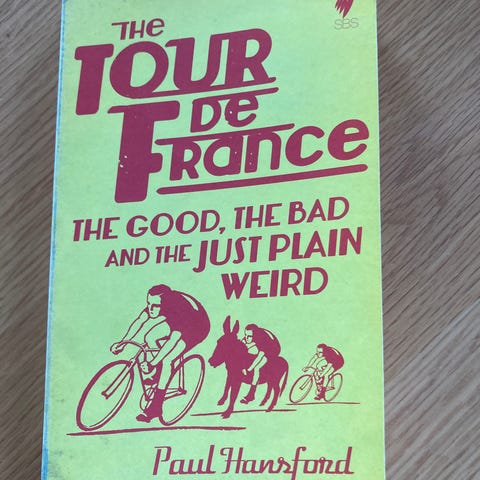 SBS
THE
TOUR
DE
FRANCE
THE GOOD, THE BAD
AND THE JUST PLAIN
WEIRD
Paul Hansford